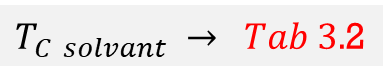 T_C solvant → Tab 3.2